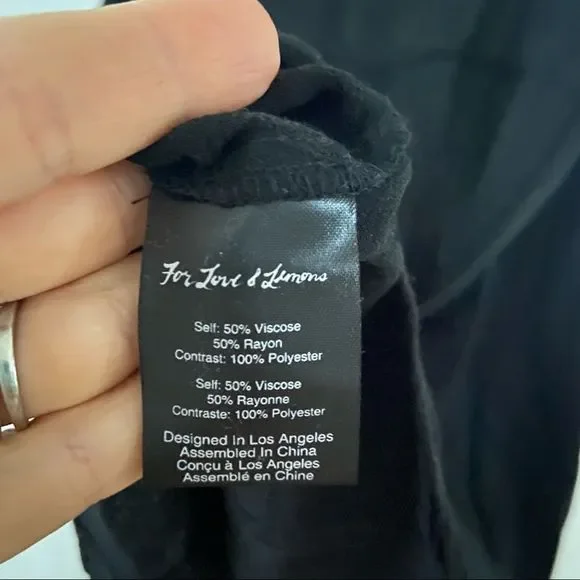 For Love & Lemons
Self: 50% Viscose
50% Rayon
Contrast: 100% Polyester
Self: 50% Viscose
50% Rayonne
Contraste: 100% Polyester
Designed In Los Angeles
Assembled In China
Conçu à Los Angeles
Assemblé en Chine